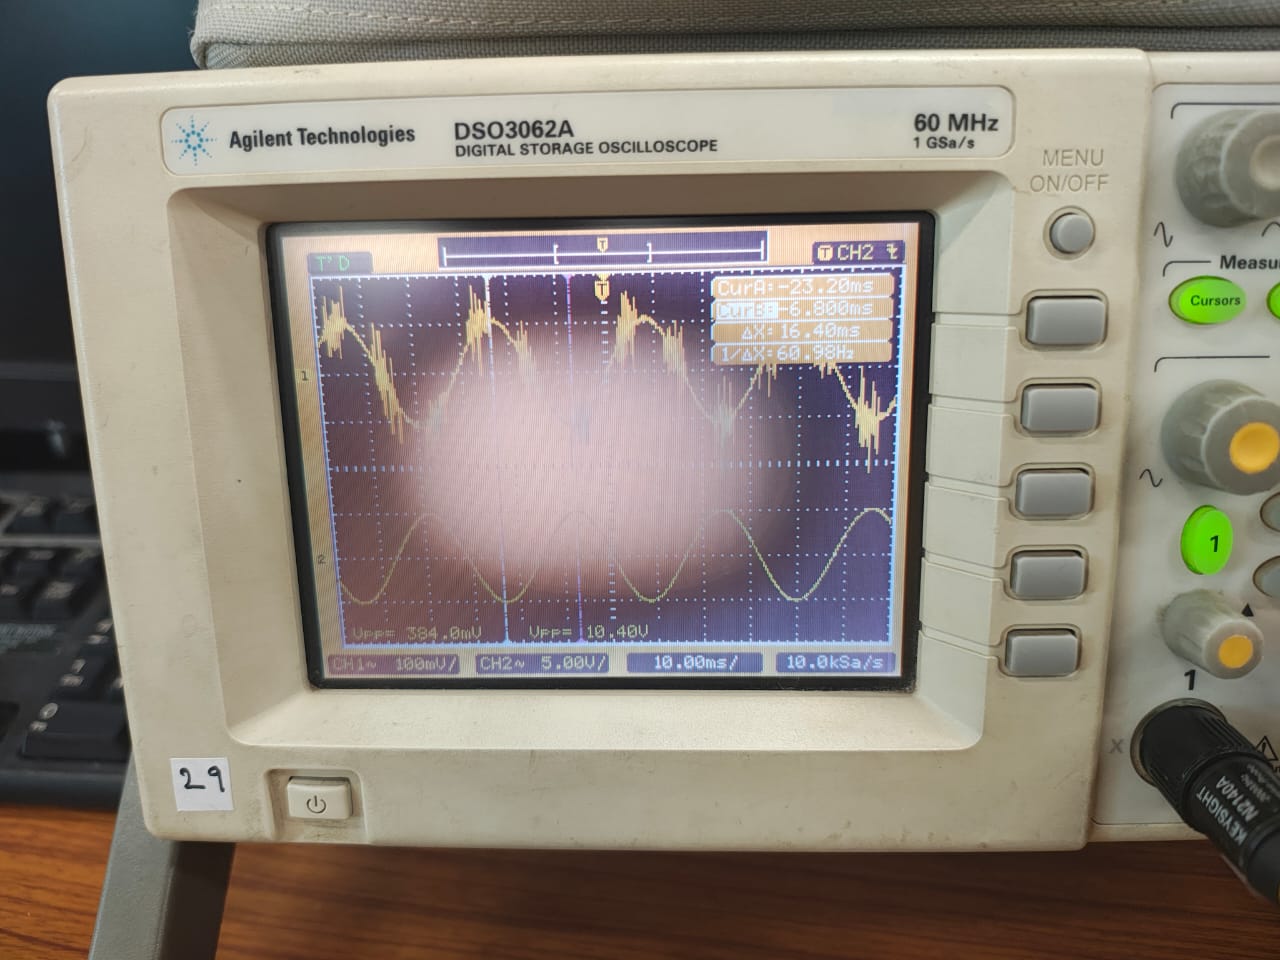 Agilent Technologies
DSO3062A
DIGITAL STORAGE OSCILLOSCOPE
60 MHz
1 GSa/s
MENU
ON/OFF
T'D
T
T CH2
T
CurA:-23.20ms
CurB:-6.800ms
ΔX: 16.40ms
1/ΔX: 60.98Hz
Cursors
1
2
1
Vpp= 384.0mV Vpp= 10.40V
CH1~ 100mV/ CH2~ 5.00V/ 10.00ms/ 10.0kSa/s
1
X
29
KEYSIGHT
N2140A